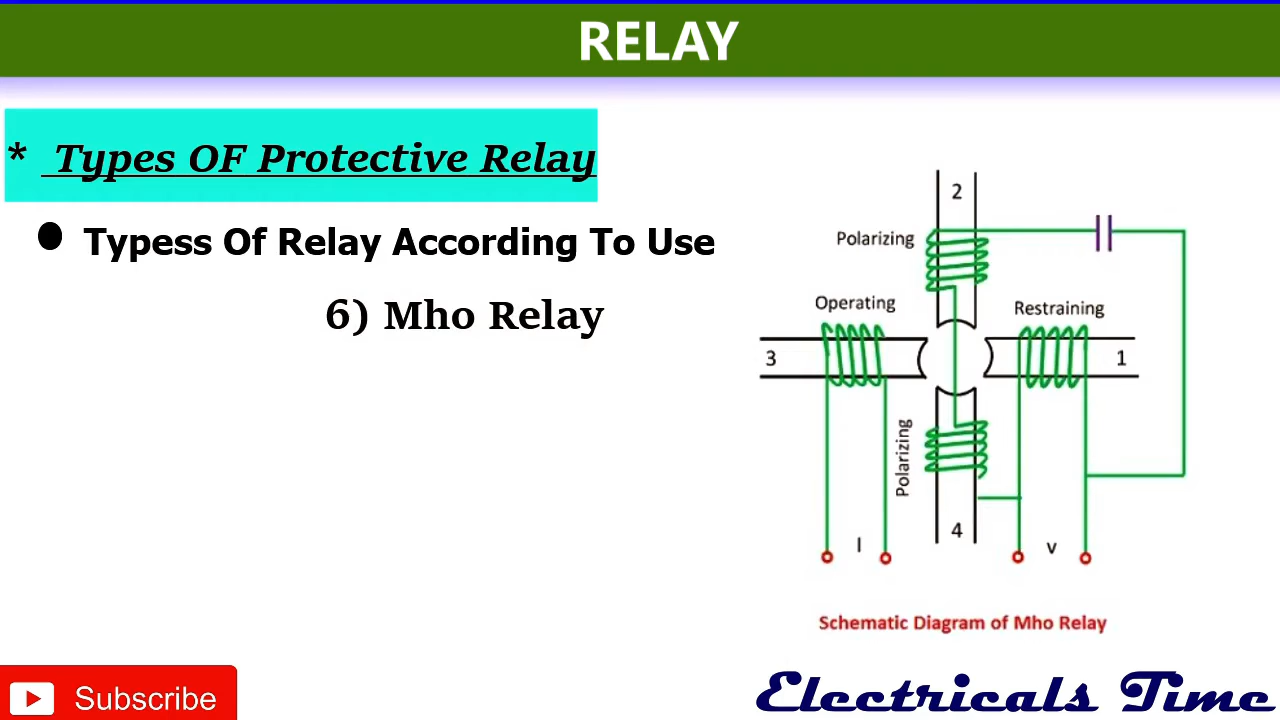 RELAY
* Types OF Protective Relay
● Typess Of Relay According To Use
6) Mho Relay
2
Polarizing
Operating
Restraining
3
1
Polarizing
4
I
v
Schematic Diagram of Mho Relay
Subscribe
Electricals Time